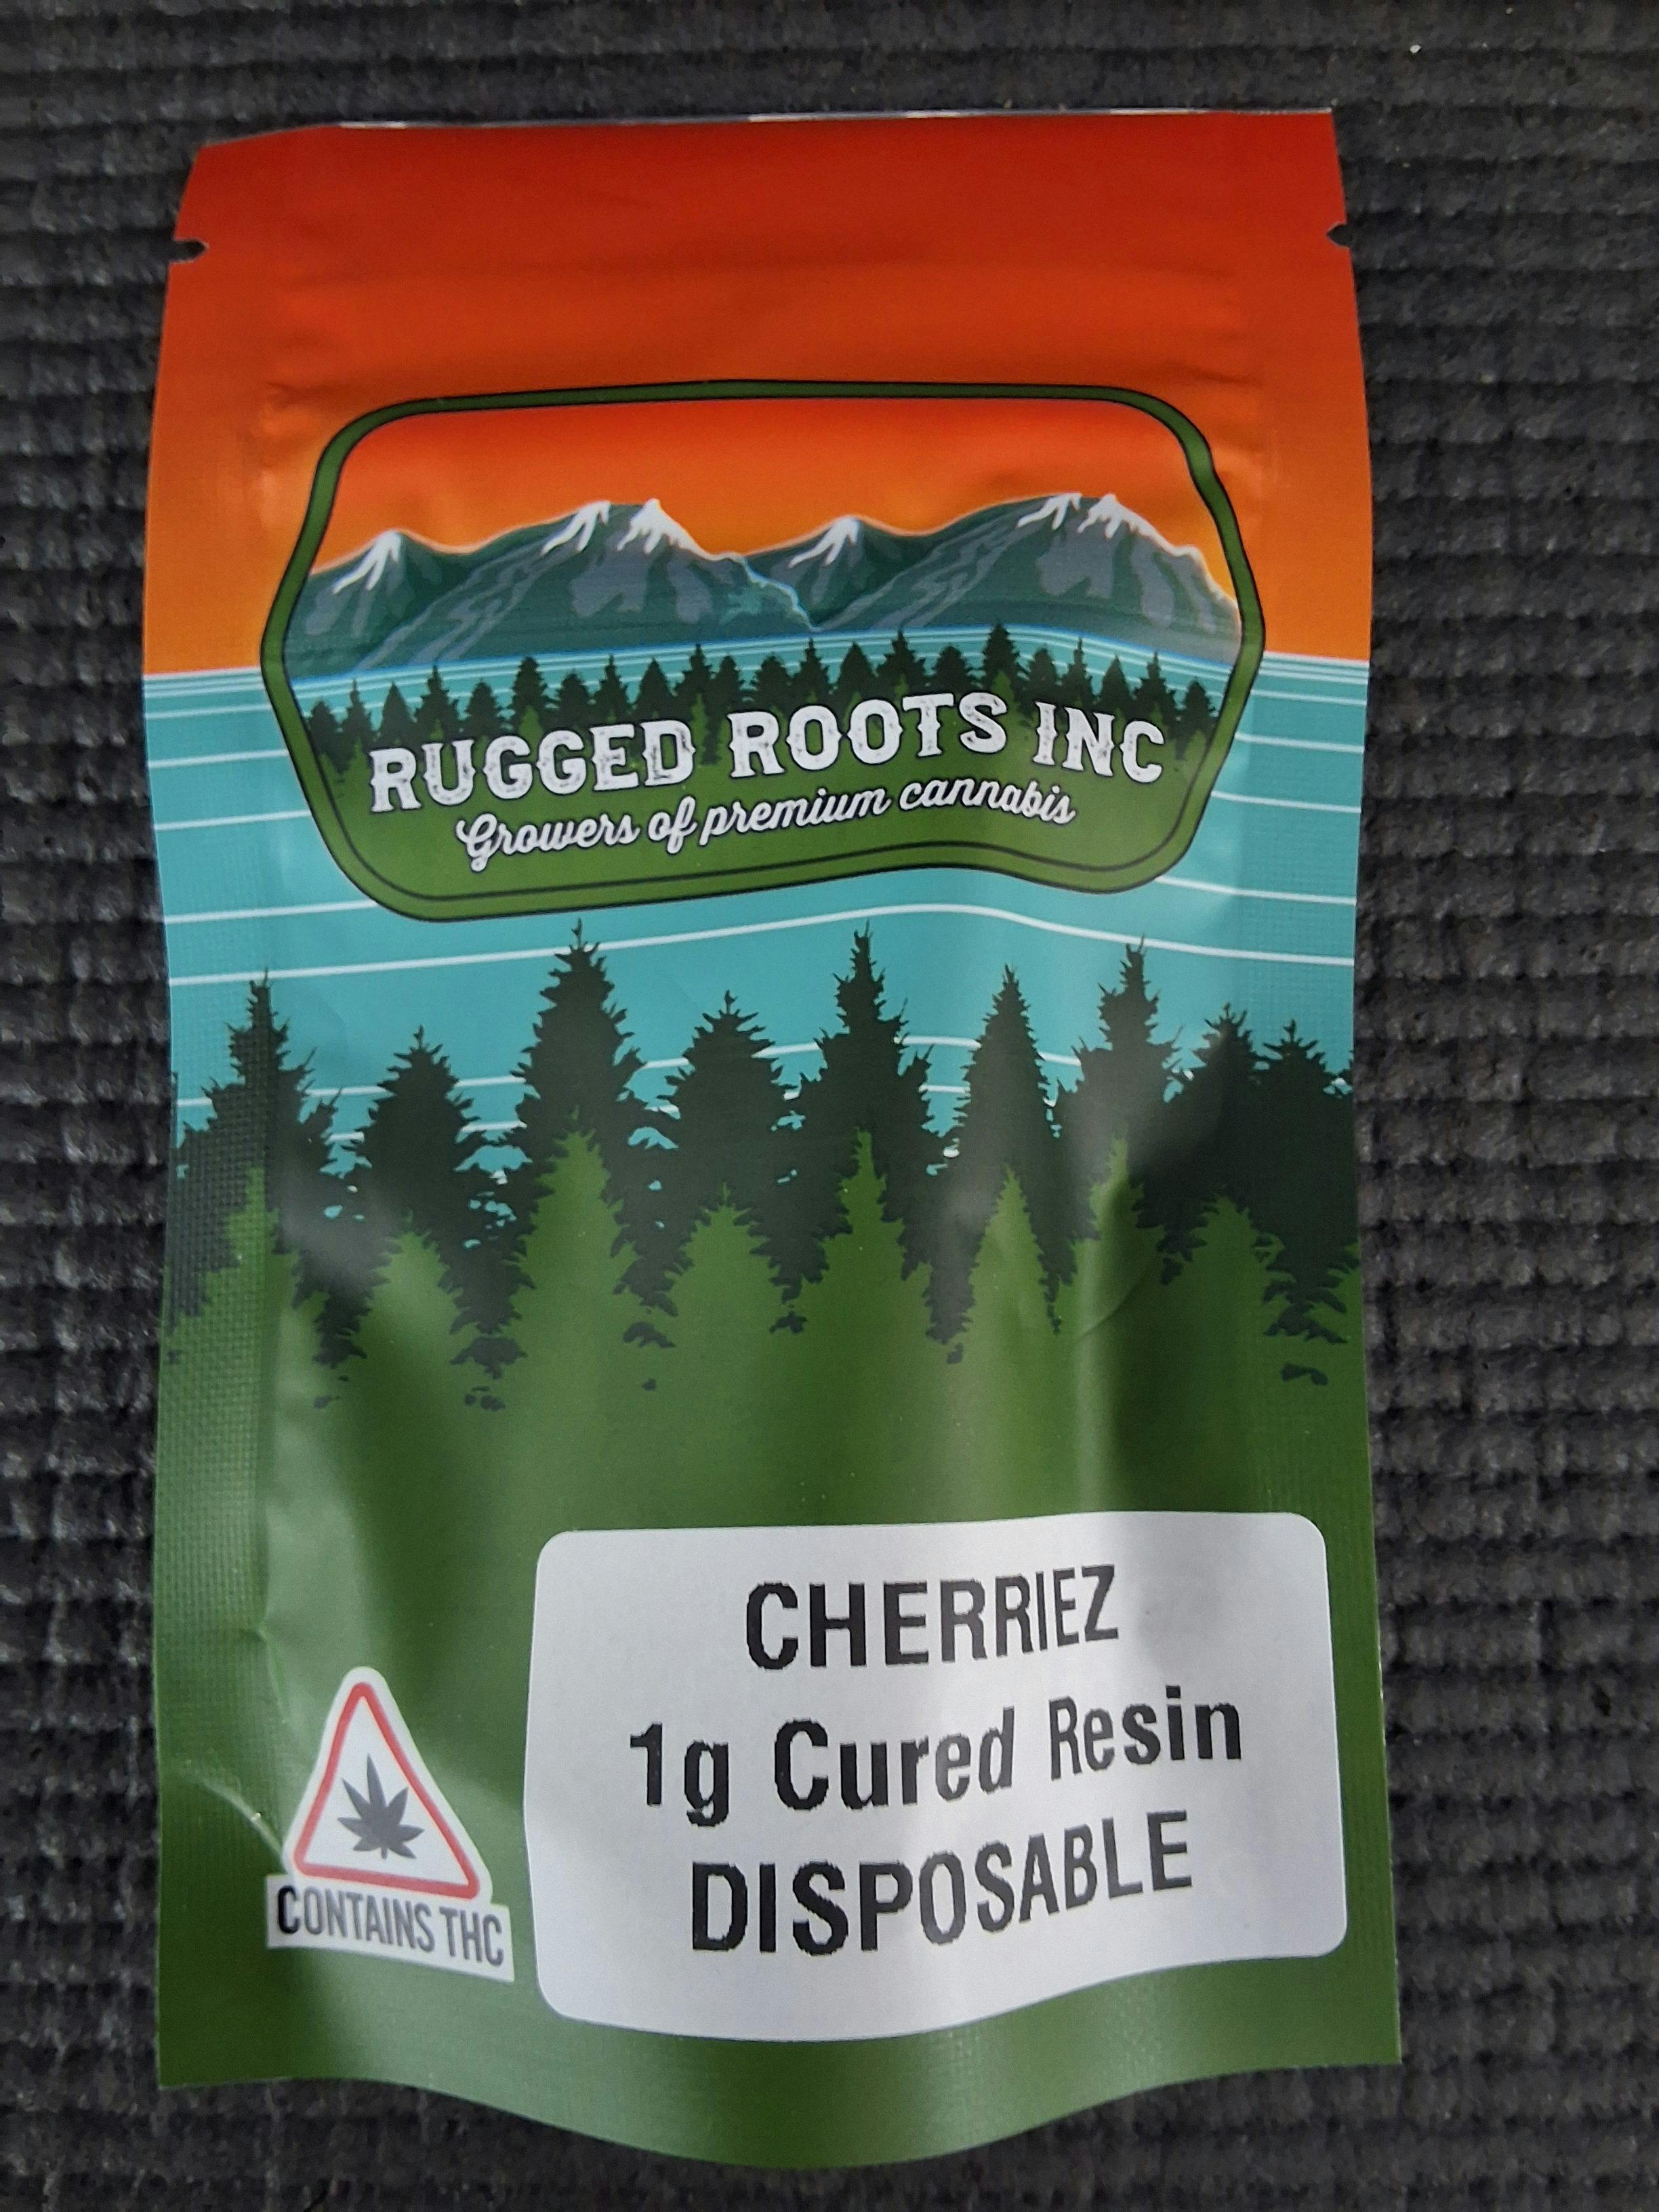 RUGGED ROOTS INC
Growers of premium cannabis
CHERRIEZ
1g Cured Resin
DISPOSABLE
CONTAINS THC